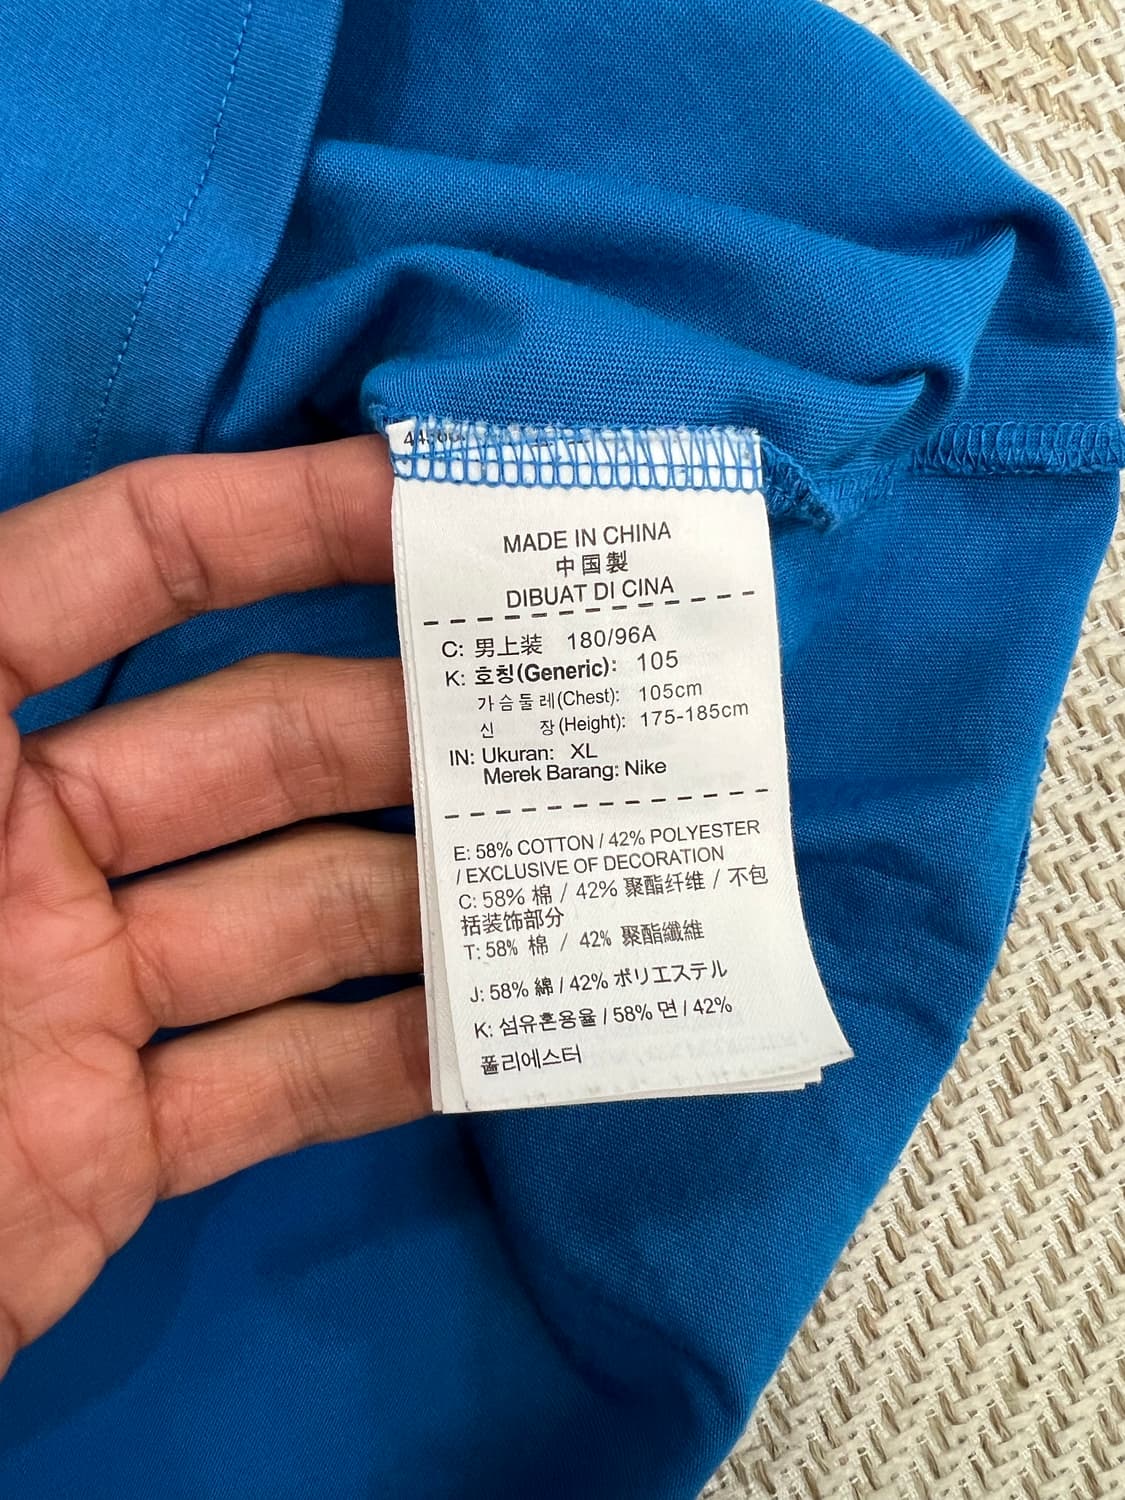 MADE IN CHINA
中国製
DIBUAT DI CINA
C: 男上装 180/96A
K: 호칭(Generic): 105
가슴둘레(Chest): 105cm
신 장(Height): 175-185cm
IN: Ukuran: XL
Merek Barang: Nike
E: 58% COTTON / 42% POLYESTER
/ EXCLUSIVE OF DECORATION
C: 58% 棉 / 42% 聚酯纤维 / 不包
括装饰部分
T: 58% 棉 / 42% 聚酯纖維
J: 58% 綿 / 42% ポリエステル
K: 섬유혼용율 / 58% 면 / 42%
폴리에스터